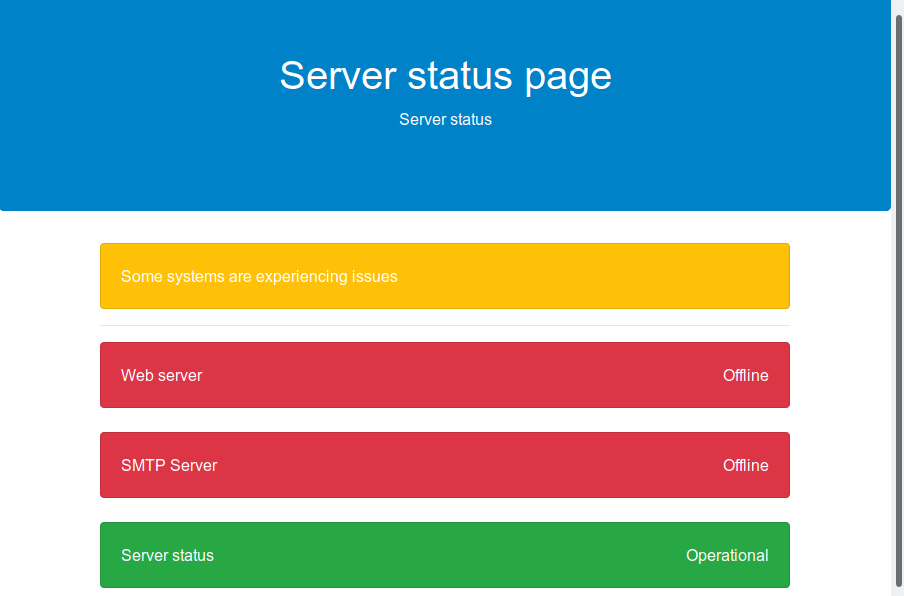 Server status page
Server status
Some systems are experiencing issues
Web server Offline
SMTP Server Offline
Server status Operational